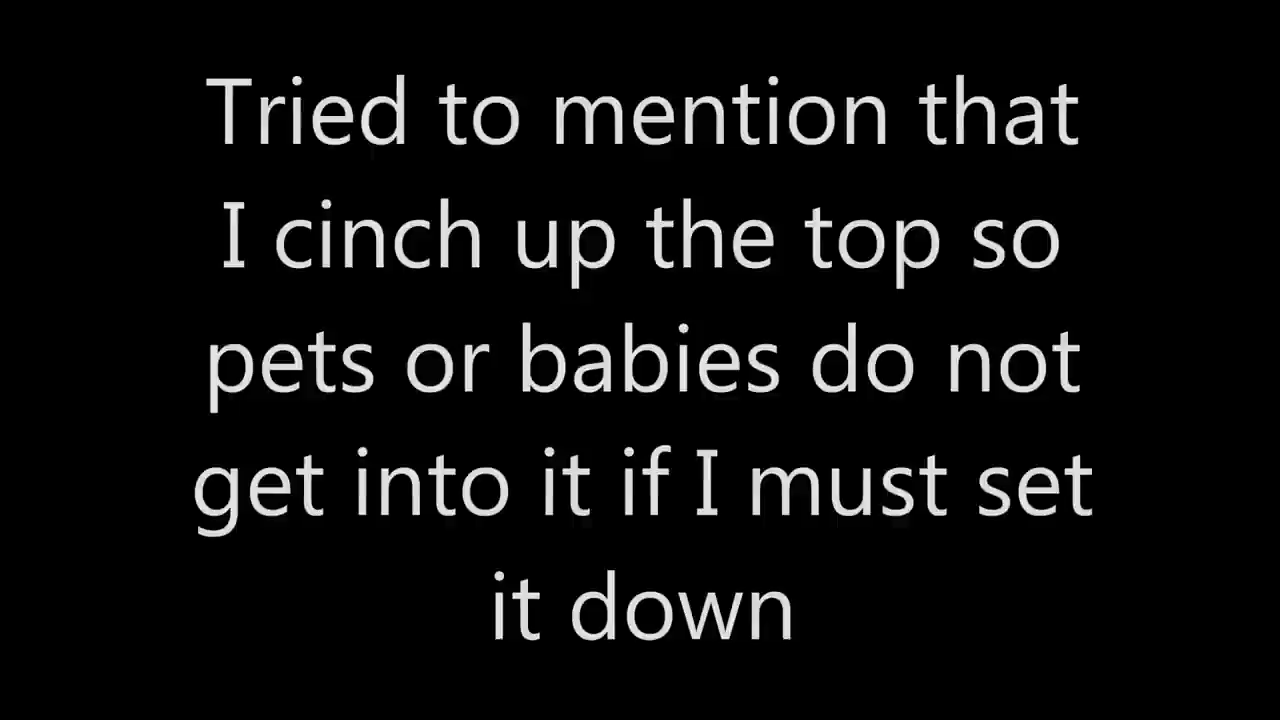 Tried to mention that
I cinch up the top so
pets or babies do not
get into it if I must set
it down